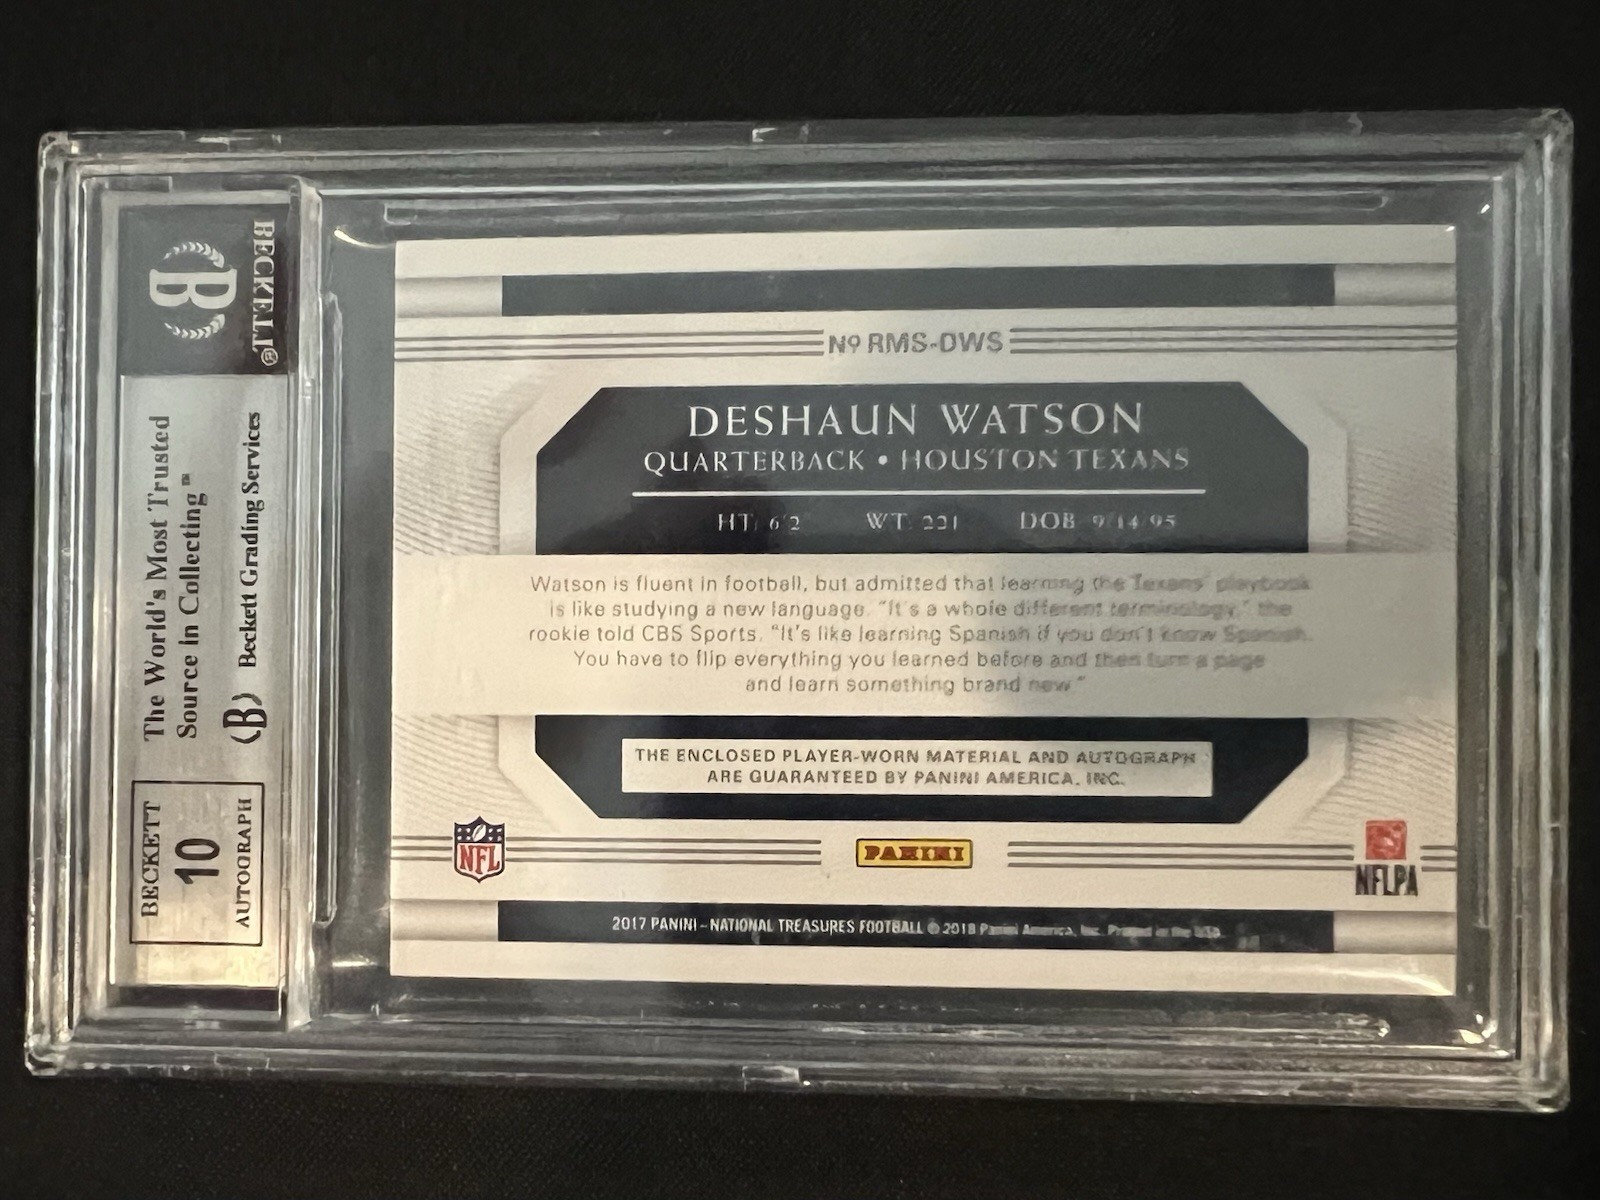 BECKETT®
B
The World's Most Trusted
Source in Collecting™
(B) Beckett Grading Services
BECKETT
10
AUTOGRAPH
Nº RMS-DWS
DESHAUN WATSON
QUARTERBACK • HOUSTON TEXANS
HT: 6'2" WT: 221 DOB: 9/14/95
Watson is fluent in football, but admitted that learning the Texans' playbook
is like studying a new language. "It's a whole different terminology," the
rookie told CBS Sports. "It's like learning Spanish if you don't know Spanish.
You have to flip everything you learned before and then turn a page
and learn something brand new."
THE ENCLOSED PLAYER-WORN MATERIAL AND AUTOGRAPH
ARE GUARANTEED BY PANINI AMERICA, INC.
NFL
PANINI
NFLPA
2017 PANINI – NATIONAL TREASURES FOOTBALL © 2018 Panini America, Inc. Printed in the USA